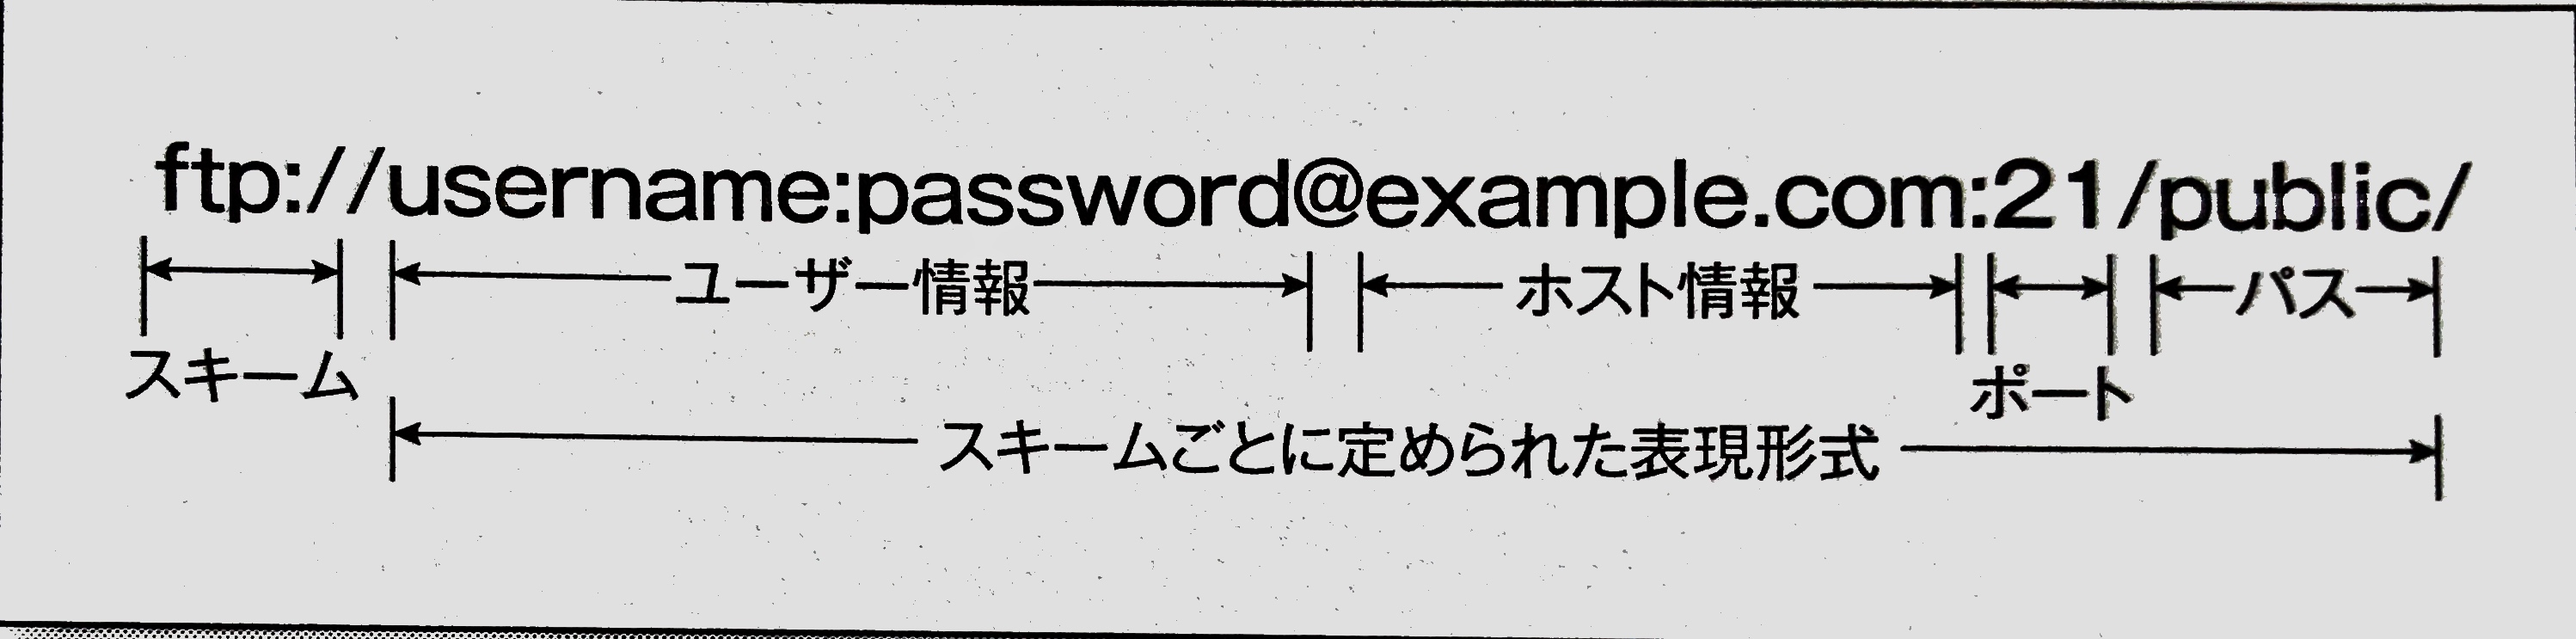 ftp://username:password@example.com:21/public/
ユーザー情報 ホスト情報 パス
スキーム ポート
スキームごとに定められた表現形式